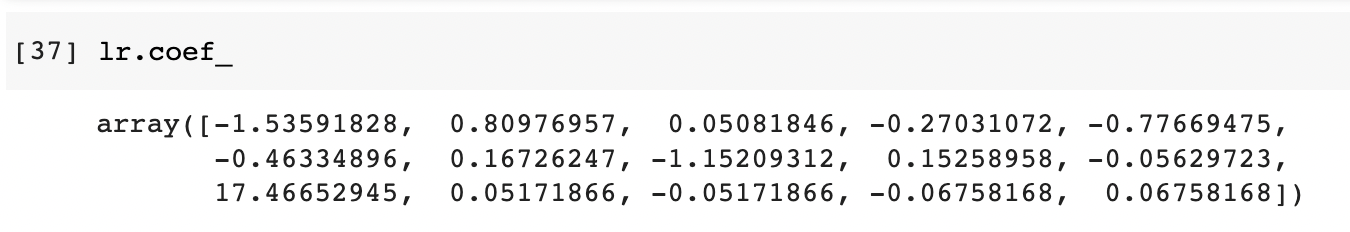 [37] lr.coef_
array([-1.53591828,  0.80976957,  0.05081846, -0.27031072, -0.77669475,
-0.46334896,  0.16726247, -1.15209312,  0.15258958, -0.05629723,
17.46652945,  0.05171866, -0.05171866, -0.06758168,  0.06758168])